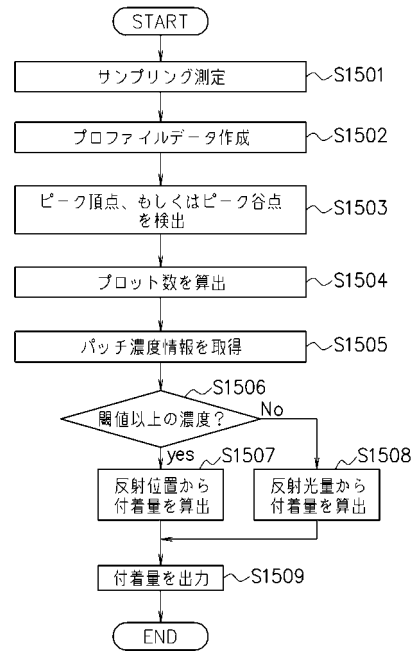 START
サンプリング測定
S1501
プロファイルデータ作成
S1502
ピーク頂点、もしくはピーク谷点
を検出
S1503
プロット数を算出
S1504
パッチ濃度情報を取得
S1505
S1506
閾値以上の濃度?
No
yes
S1507
反射位置から
付着量を算出
S1508
反射光量から
付着量を算出
付着量を出力
S1509
END